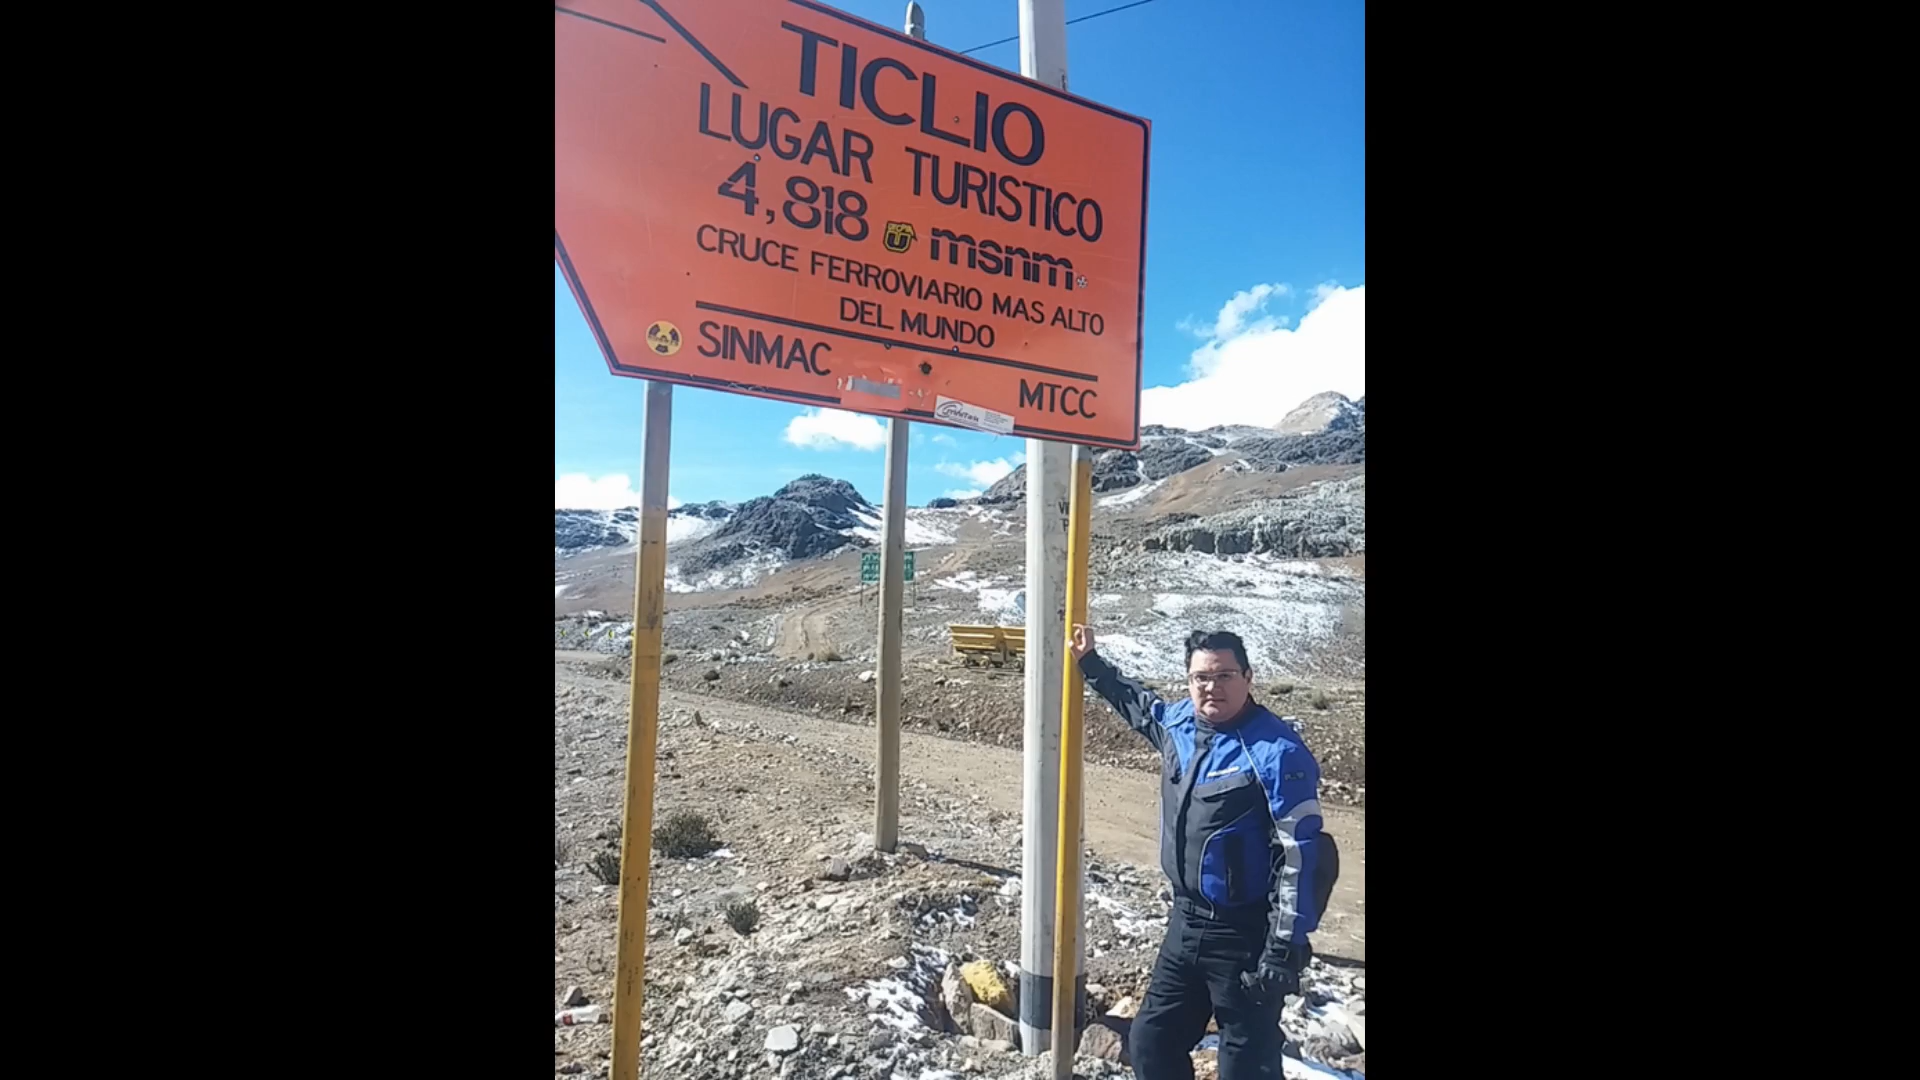 TICLIO
LUGAR TURISTICO
4,818 msnm.
CRUCE FERROVIARIO MAS ALTO
DEL MUNDO
SINMAC
MTCC